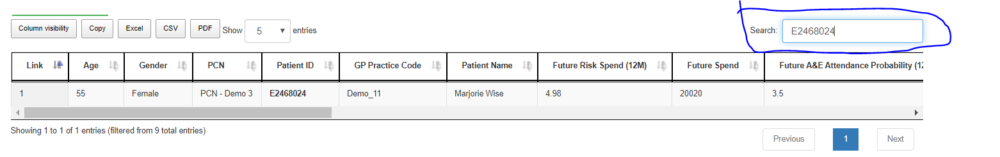 Column visibility Copy Excel CSV PDF Show 5 entries Search: E2468024
Link Age Gender PCN Patient ID GP Practice Code Patient Name Future Risk Spend (12M) Future Spend Future A&E Attendance Probability (12
1 55 Female PCN - Demo 3 E2468024 Demo_11 Marjorie Wise 4.98 20020 3.5
Showing 1 to 1 of 1 entries (filtered from 9 total entries)
Previous 1 Next